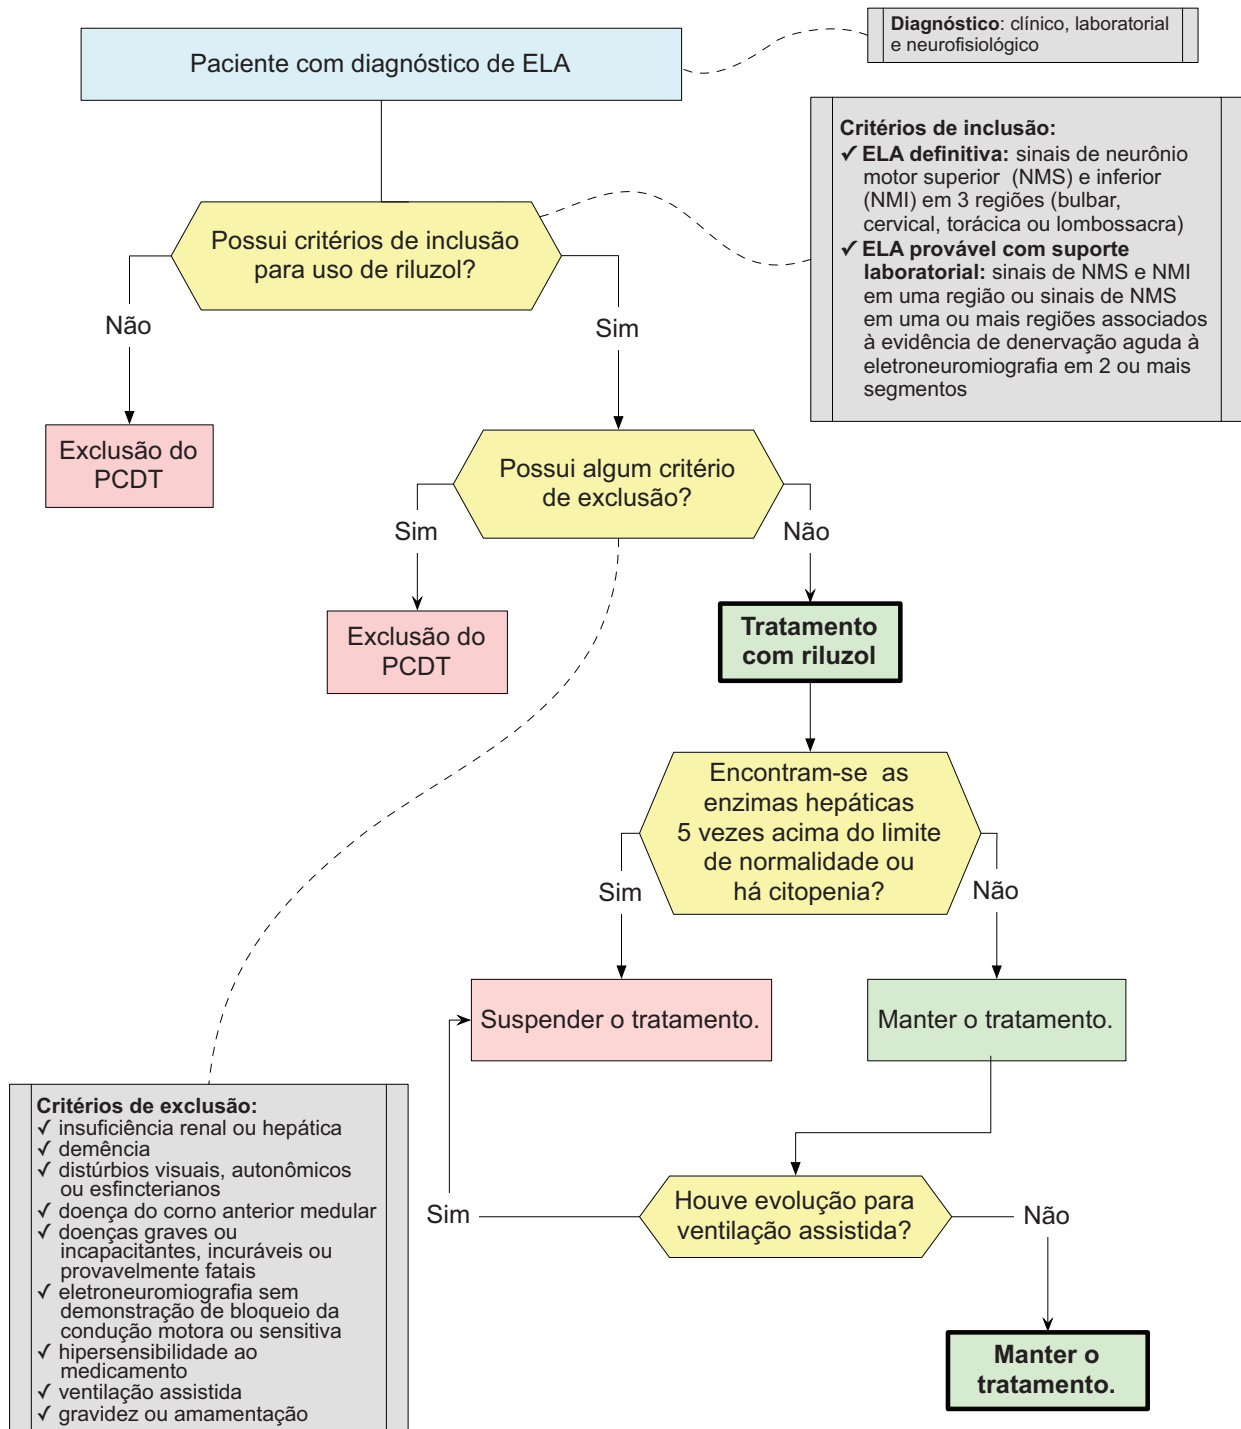 Diagnóstico: clínico, laboratorial
e neurofisiológico
Paciente com diagnóstico de ELA
Critérios de inclusão:
✓ ELA definitiva: sinais de neurônio
motor superior (NMS) e inferior
(NMI) em 3 regiões (bulbar,
cervical, torácica ou lombossacra)
✓ ELA provável com suporte
laboratorial: sinais de NMS e NMI
em uma região ou sinais de NMS
em uma ou mais regiões associados
à evidência de denervação aguda à
eletroneuromiografia em 2 ou mais
segmentos
Possui critérios de inclusão
para uso de riluzol?
Não
Sim
Exclusão do
PCDT
Possui algum critério
de exclusão?
Sim
Não
Exclusão do
PCDT
Tratamento
com riluzol
Encontram-se as
enzimas hepáticas
5 vezes acima do limite
de normalidade ou
há citopenia?
Sim
Não
Suspender o tratamento.
Manter o tratamento.
Critérios de exclusão:
✓ insuficiência renal ou hepática
✓ demência
✓ distúrbios visuais, autonômicos
ou esfincterianos
✓ doença do corno anterior medular
✓ doenças graves ou
incapacitantes, incuráveis ou
provavelmente fatais
✓ eletroneuromiografia sem
demonstração de bloqueio da
condução motora ou sensitiva
✓ hipersensibilidade ao
medicamento
✓ ventilação assistida
✓ gravidez ou amamentação
Houve evolução para
ventilação assistida?
Sim
Não
Manter o
tratamento.